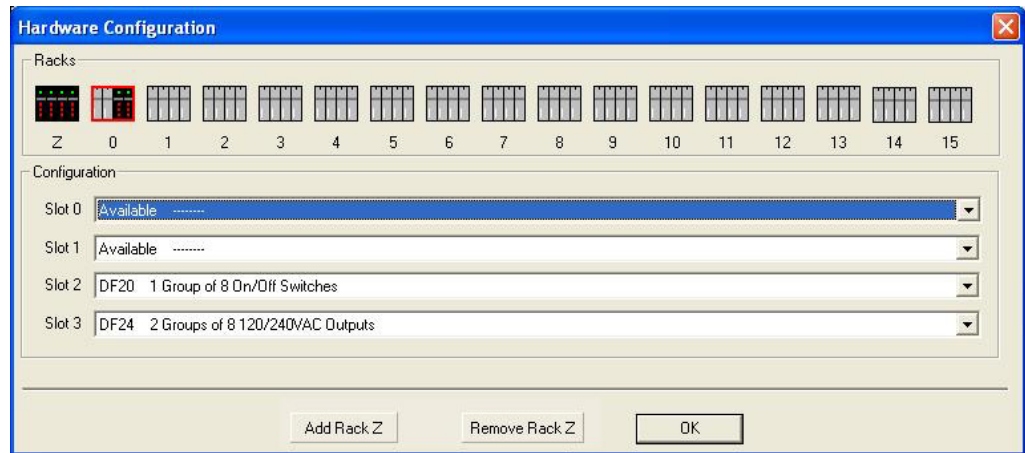 Hardware Configuration
Racks
Z 0 1 2 3 4 5 6 7 8 9 10 11 12 13 14 15
Configuration
Slot 0 Available --------
Slot 1 Available --------
Slot 2 DF20 1 Group of 8 On/Off Switches
Slot 3 DF24 2 Groups of 8 120/240VAC Outputs
Add Rack Z Remove Rack Z OK